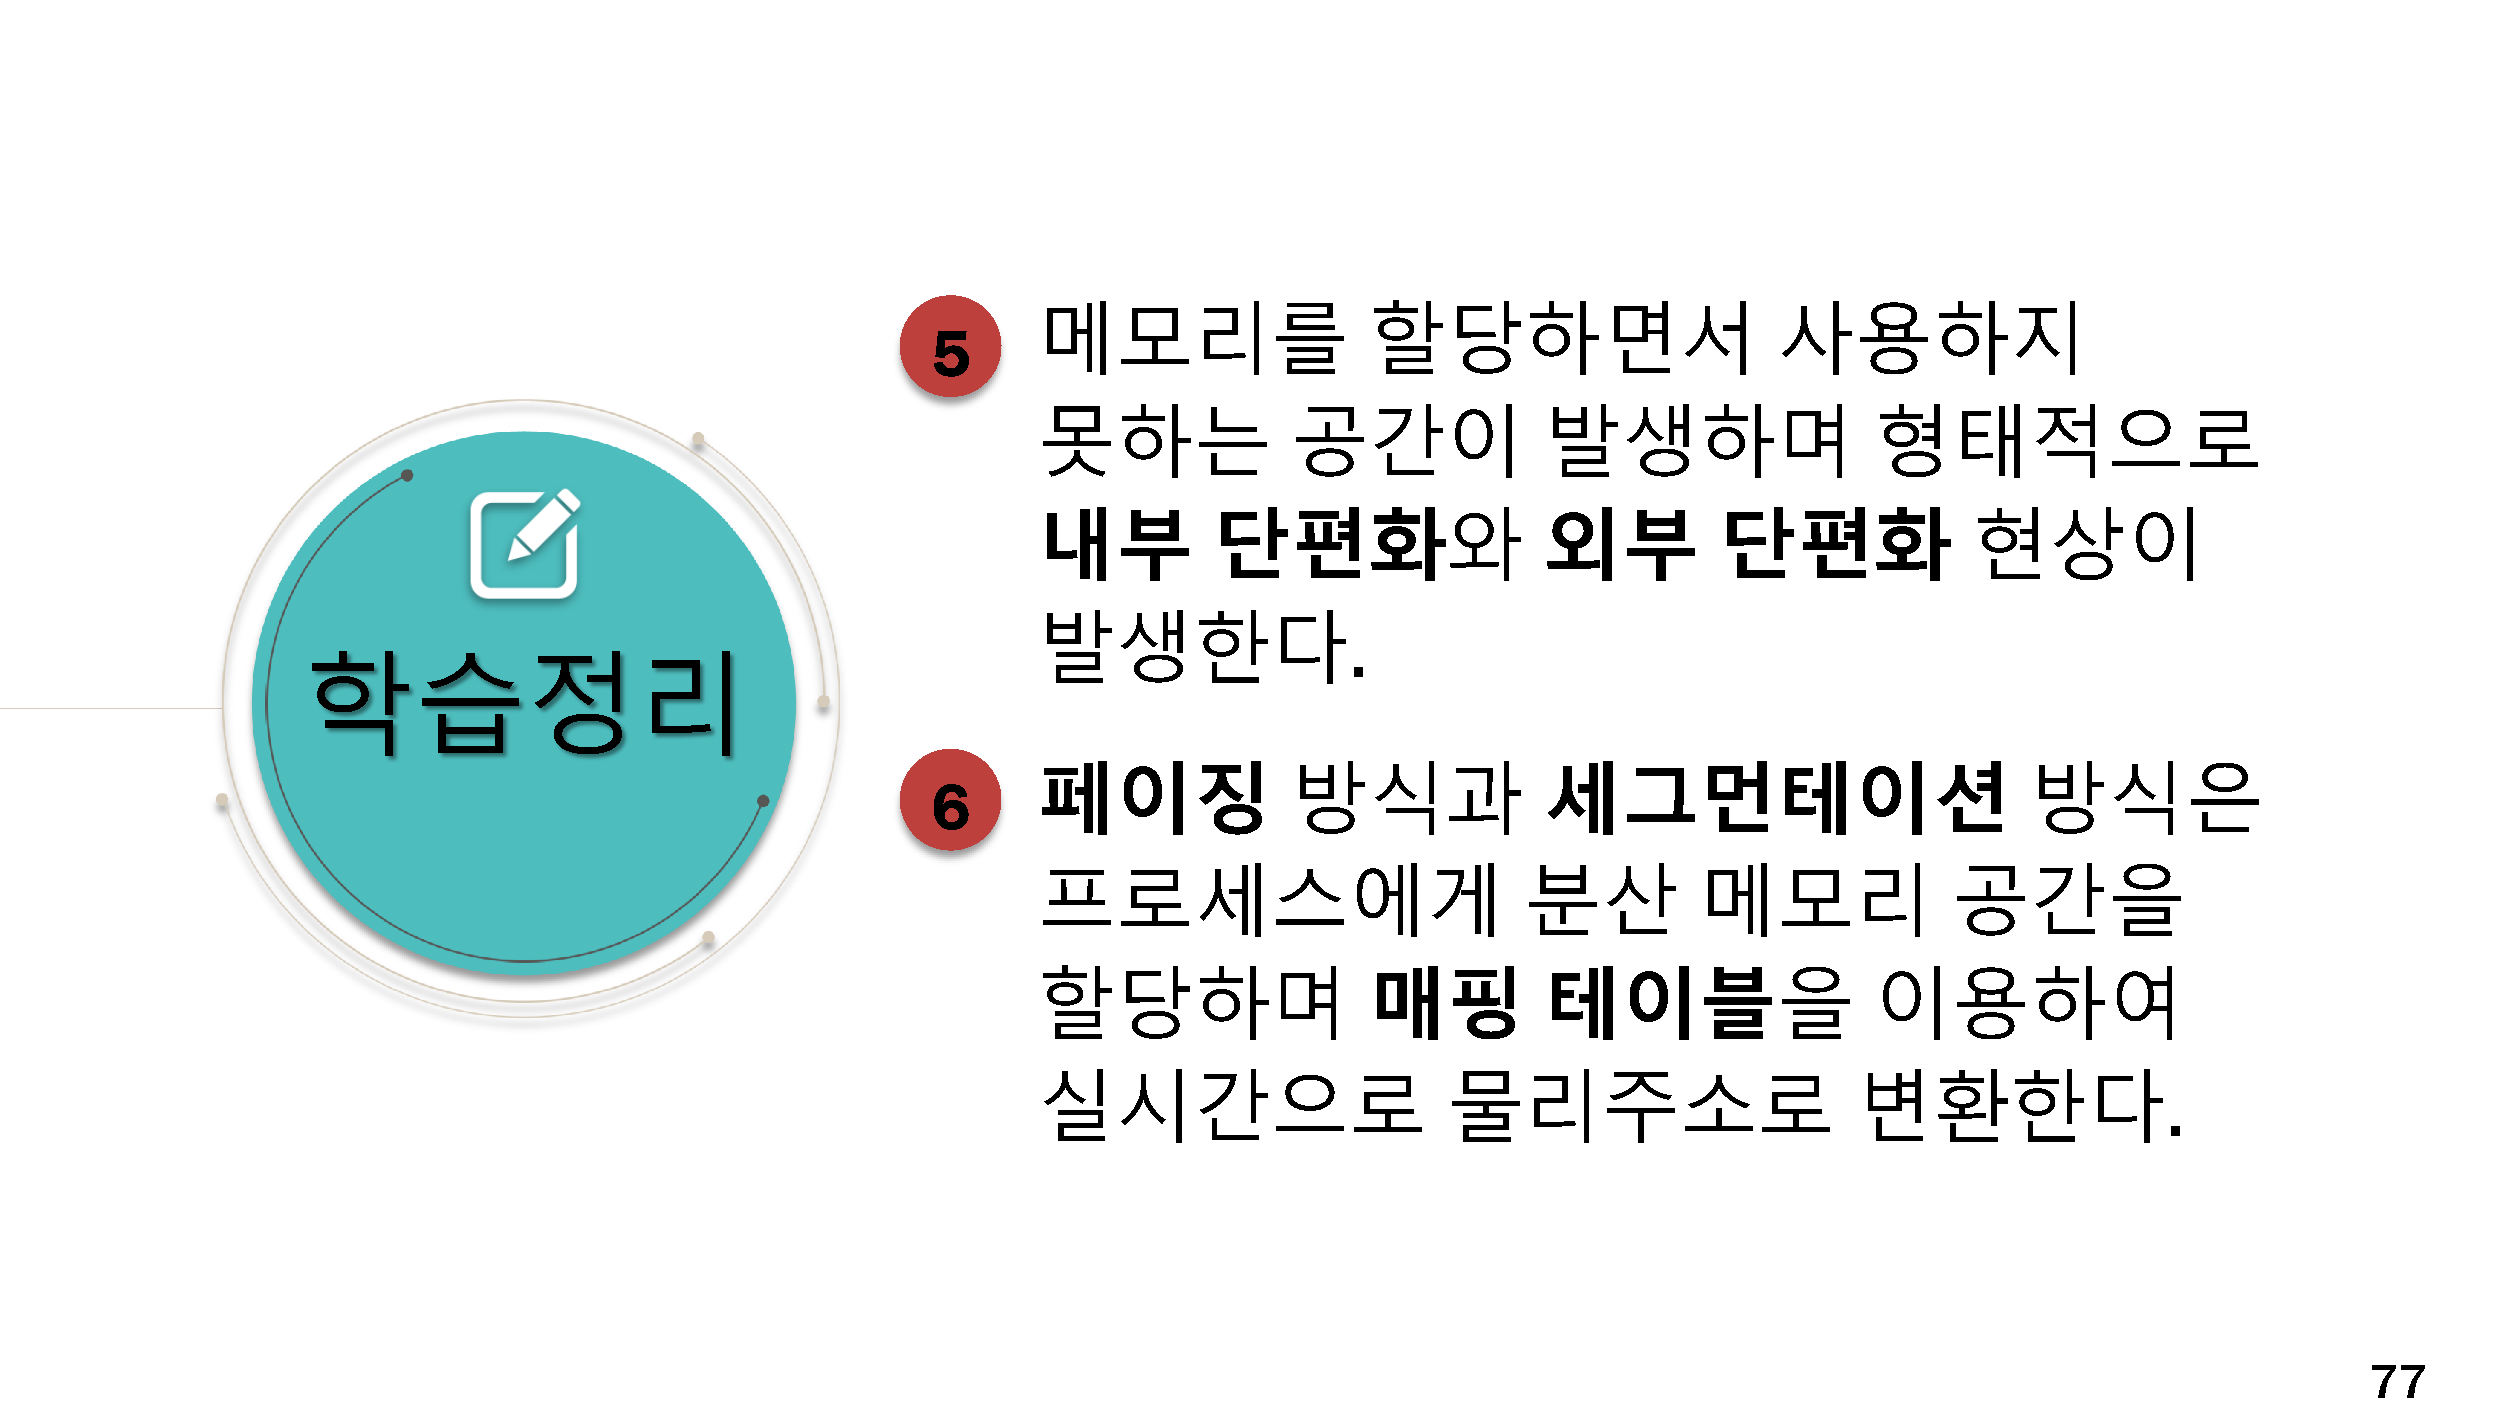 학습정리
5
메모리를 할당하면서 사용하지
못하는 공간이 발생하며 형태적으로
내부 단편화와 외부 단편화 현상이
발생한다.
6
페이징 방식과 세그먼테이션 방식은
프로세스에게 분산 메모리 공간을
할당하며 매핑 테이블을 이용하여
실시간으로 물리주소로 변환한다.
77